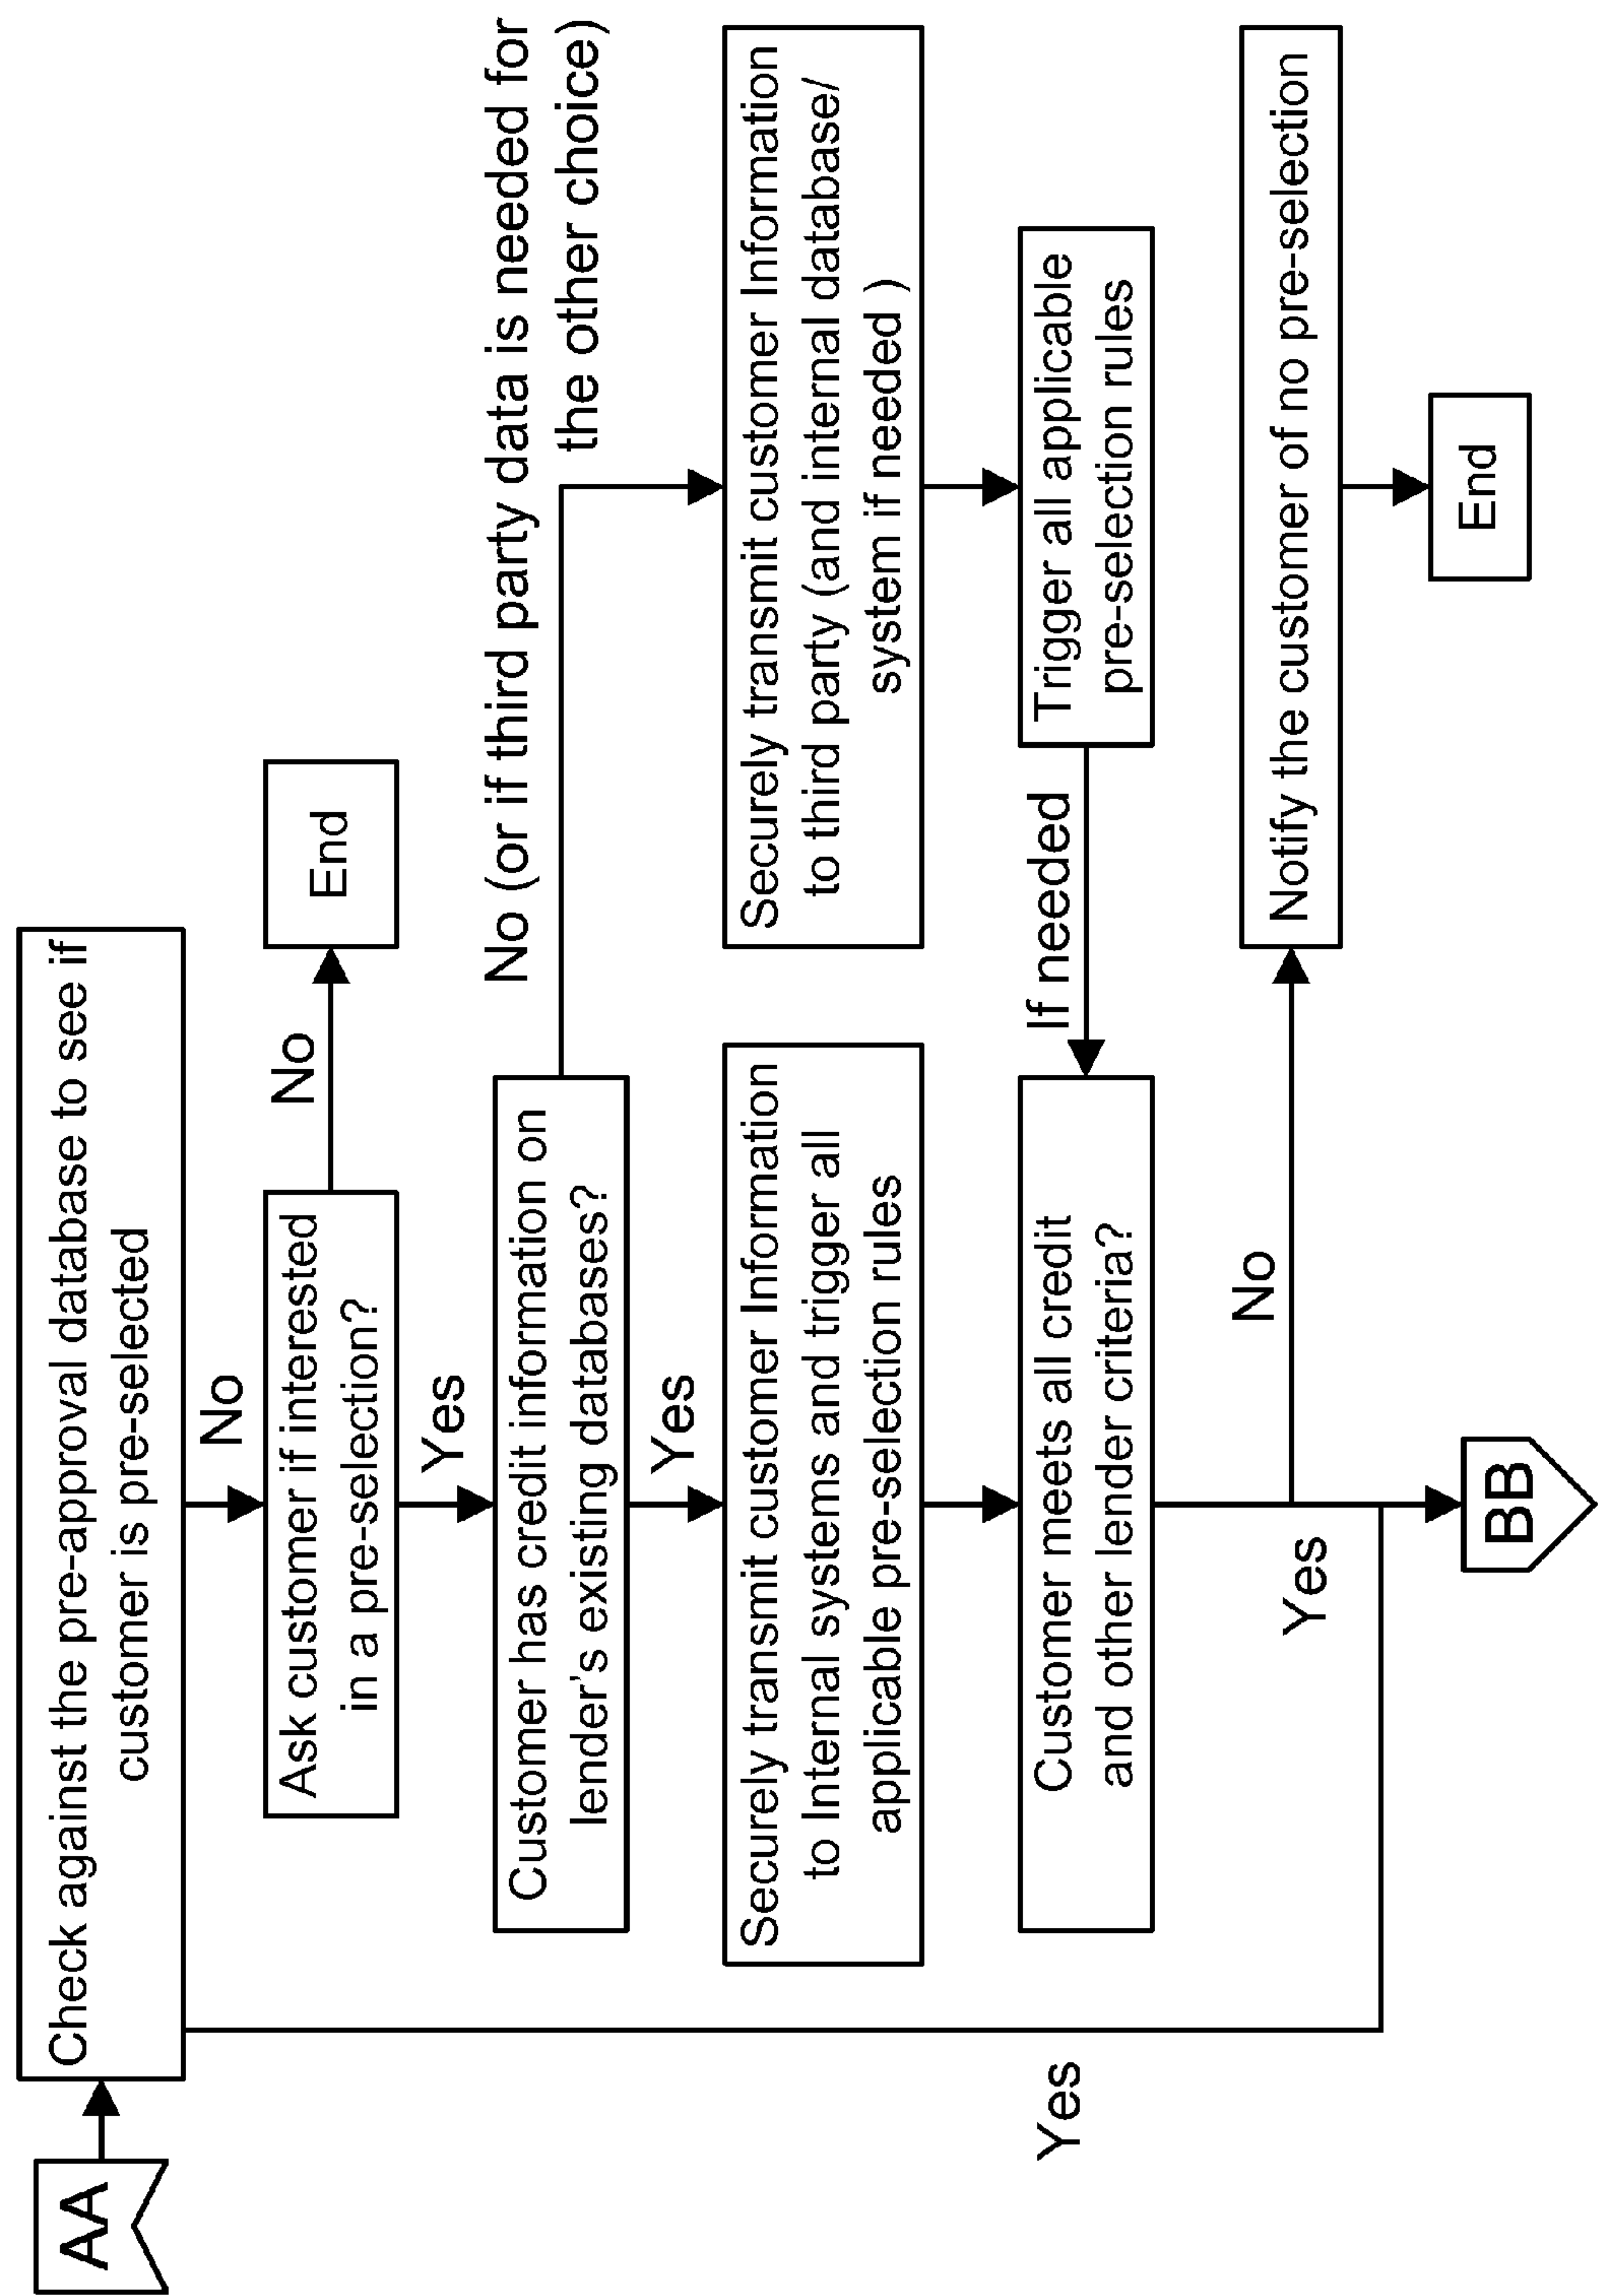 AA
Check against the pre-approval database to see if
customer is pre-selected
No
Ask customer if interested
in a pre-selection?
No
End
Yes
Customer has credit information on
lender's existing databases?
No (or if third party data is needed for
the other choice)
Yes
Securely transmit customer Information
to Internal systems and trigger all
applicable pre-selection rules
Securely transmit customer Information
to third party (and internal database/
system if needed )
Trigger all applicable
pre-selection rules
If needed
Customer meets all credit
and other lender criteria?
Yes
No
Notify the customer of no pre-selection
Yes
End
BB